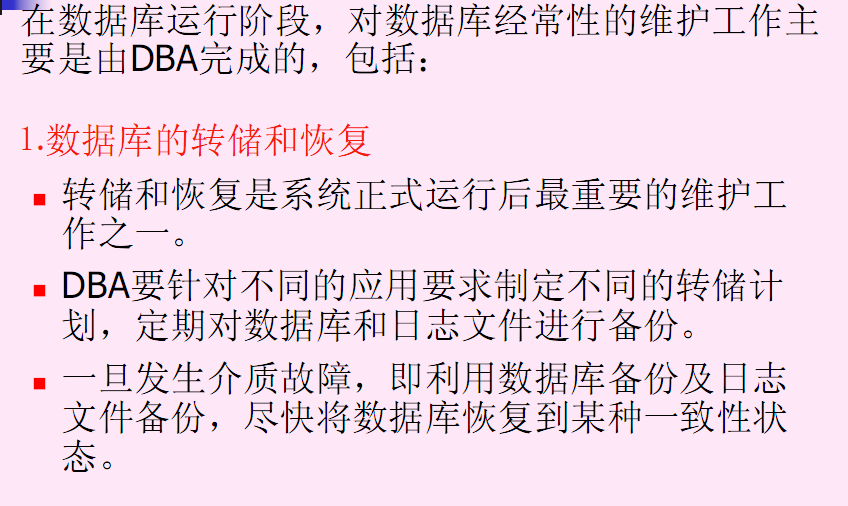 在数据库运行阶段，对数据库经常性的维护工作主
要是由DBA完成的，包括：
1.数据库的转储和恢复
转储和恢复是系统正式运行后最重要的维护工
作之一。
DBA要针对不同的应用要求制定不同的转储计
划，定期对数据库和日志文件进行备份。
一旦发生介质故障，即利用数据库备份及日志
文件备份，尽快将数据库恢复到某种一致性状
态。